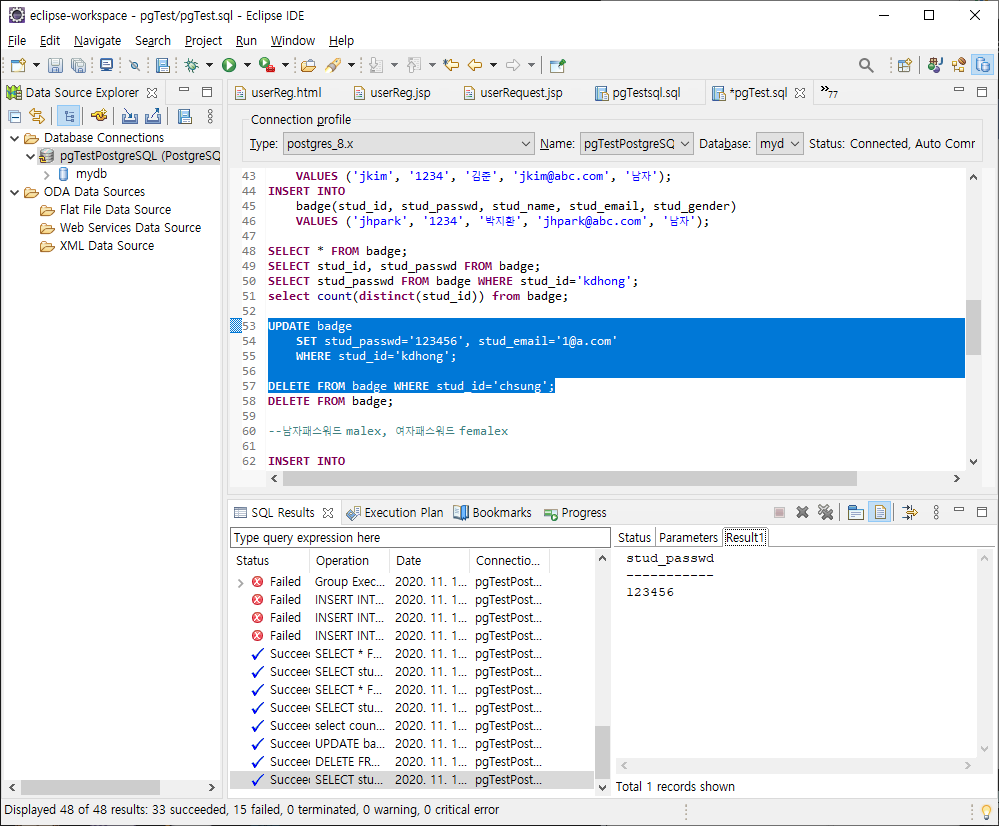 eclipse-workspace - pgTest/pgTest.sql - Eclipse IDE
File Edit Navigate Search Project Run Window Help
Data Source Explorer
Database Connections
pgTestPostgreSQL (PostgreSQ
mydb
ODA Data Sources
Flat File Data Source
Web Services Data Source
XML Data Source
userReg.html userReg.jsp userRequest.jsp pgTestsql.sql *pgTest.sql »77
Connection profile
Type: postgres_8.x Name: pgTestPostgreSQ Database: myd Status: Connected, Auto Comr
43 VALUES ('jkim', '1234', '김준', 'jkim@abc.com', '남자');
44 INSERT INTO
45 badge(stud_id, stud_passwd, stud_name, stud_email, stud_gender)
46 VALUES ('jhpark', '1234', '박지환', 'jhpark@abc.com', '남자');
47
48 SELECT * FROM badge;
49 SELECT stud_id, stud_passwd FROM badge;
50 SELECT stud_passwd FROM badge WHERE stud_id='kdhong';
51 select count(distinct(stud_id)) from badge;
52
53 UPDATE badge
54 SET stud_passwd='123456', stud_email='1@a.com'
55 WHERE stud_id='kdhong';
56
57 DELETE FROM badge WHERE stud_id='chsung';
58 DELETE FROM badge;
59
60 --남자패스워드 malex, 여자패스워드 femalex
61
62 INSERT INTO
SQL Results Execution Plan Bookmarks Progress
Type query expression here
Status Operation Date Connectio...
Failed Group Exec... 2020. 11. 1... pgTestPost...
Failed INSERT INT... 2020. 11. 1... pgTestPost...
Failed INSERT INT... 2020. 11. 1... pgTestPost...
Failed INSERT INT... 2020. 11. 1... pgTestPost...
Succeed SELECT * F... 2020. 11. 1... pgTestPost...
Succeed SELECT stu... 2020. 11. 1... pgTestPost...
Succeed SELECT * F... 2020. 11. 1... pgTestPost...
Succeed SELECT stu... 2020. 11. 1... pgTestPost...
Succeed select coun... 2020. 11. 1... pgTestPost...
Succeed UPDATE ba... 2020. 11. 1... pgTestPost...
Succeed DELETE FR... 2020. 11. 1... pgTestPost...
Succeed SELECT stu... 2020. 11. 1... pgTestPost...
Status Parameters Result1
stud_passwd
-----------
123456
Total 1 records shown
Displayed 48 of 48 results: 33 succeeded, 15 failed, 0 terminated, 0 warning, 0 critical error